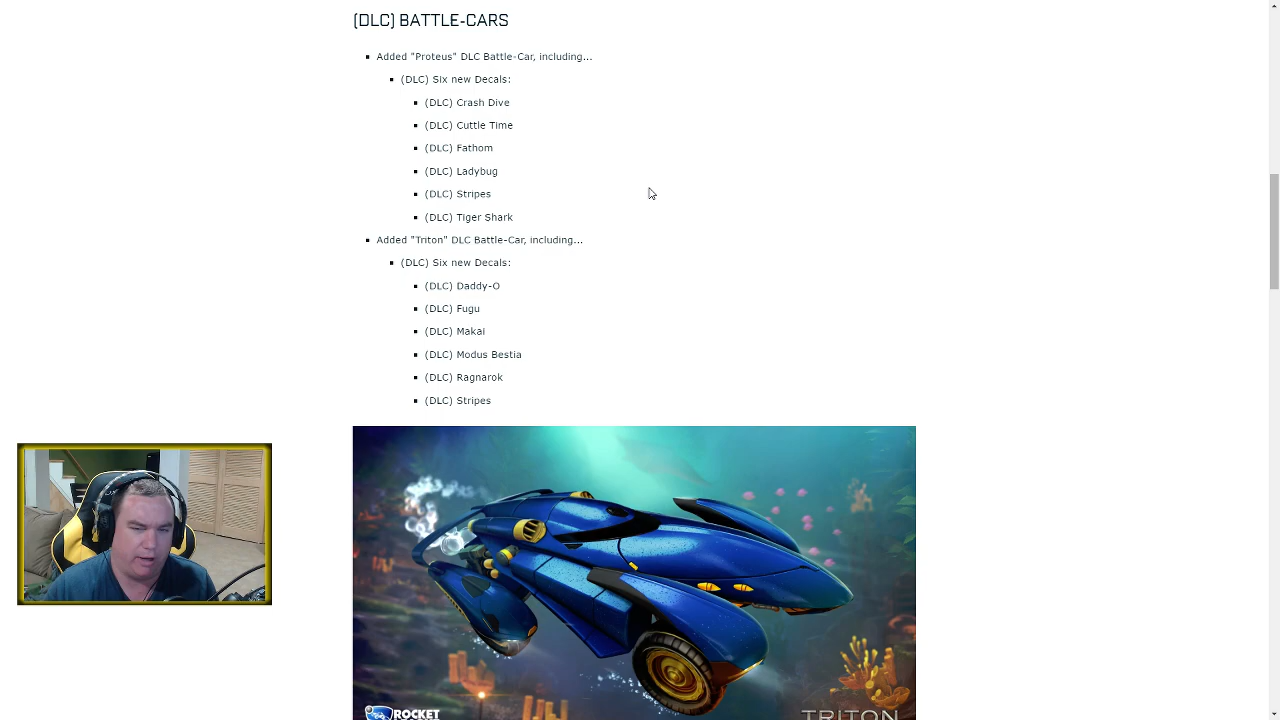 (DLC) BATTLE-CARS
Added "Proteus" DLC Battle-Car, including...
(DLC) Six new Decals:
(DLC) Crash Dive
(DLC) Cuttle Time
(DLC) Fathom
(DLC) Ladybug
(DLC) Stripes
(DLC) Tiger Shark
Added "Triton" DLC Battle-Car, including...
(DLC) Six new Decals:
(DLC) Daddy-O
(DLC) Fugu
(DLC) Makai
(DLC) Modus Bestia
(DLC) Ragnarok
(DLC) Stripes
ROCKET
TRITON